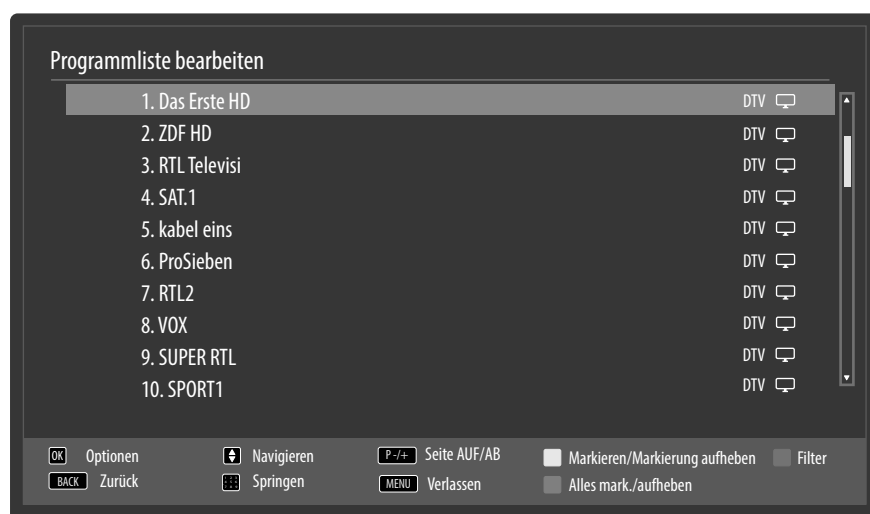 Programmliste bearbeiten
1. Das Erste HD DTV
2. ZDF HD DTV
3. RTL Televisi DTV
4. SAT.1 DTV
5. kabel eins DTV
6. ProSieben DTV
7. RTL2 DTV
8. VOX DTV
9. SUPER RTL DTV
10. SPORT1 DTV
OK Optionen Navigieren P -/+ Seite AUF/AB Markieren/Markierung aufheben Filter
BACK Zurück Springen MENU Verlassen Alles mark./aufheben